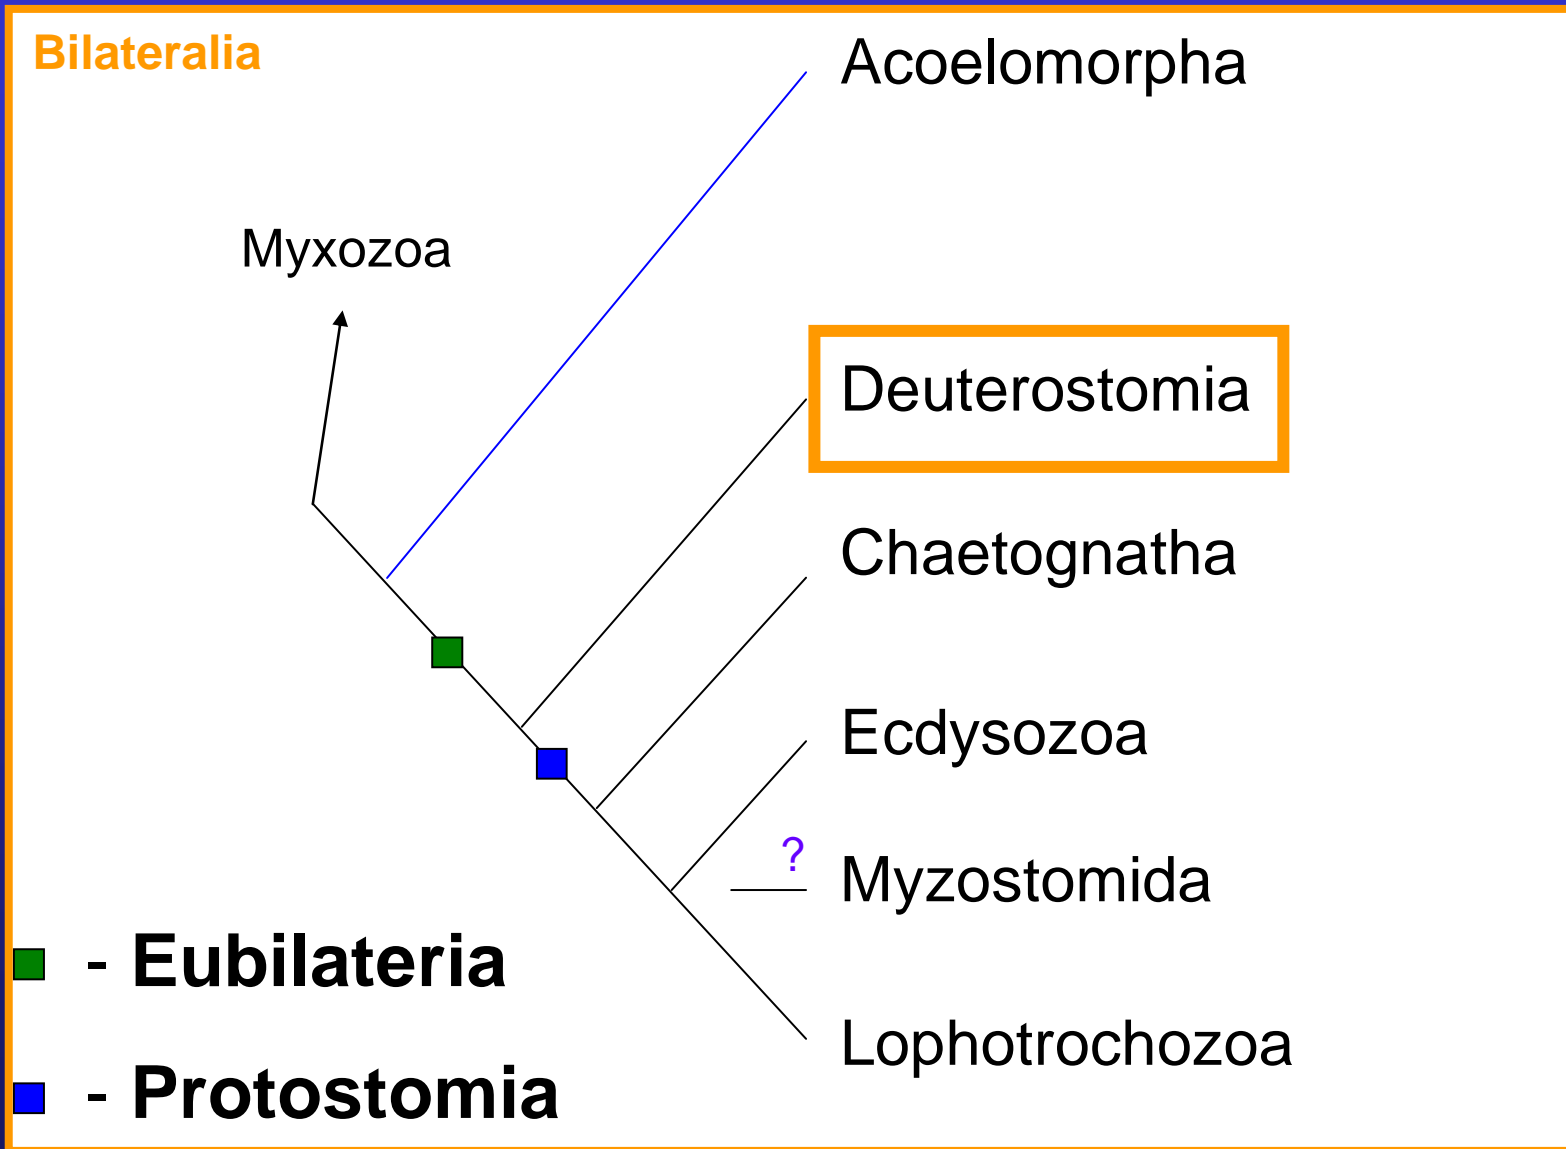 Bilateralia
Acoelomorpha
Myxozoa
Deuterostomia
Chaetognatha
Ecdysozoa
?
Myzostomida
- Eubilateria
Lophotrochozoa
- Protostomia